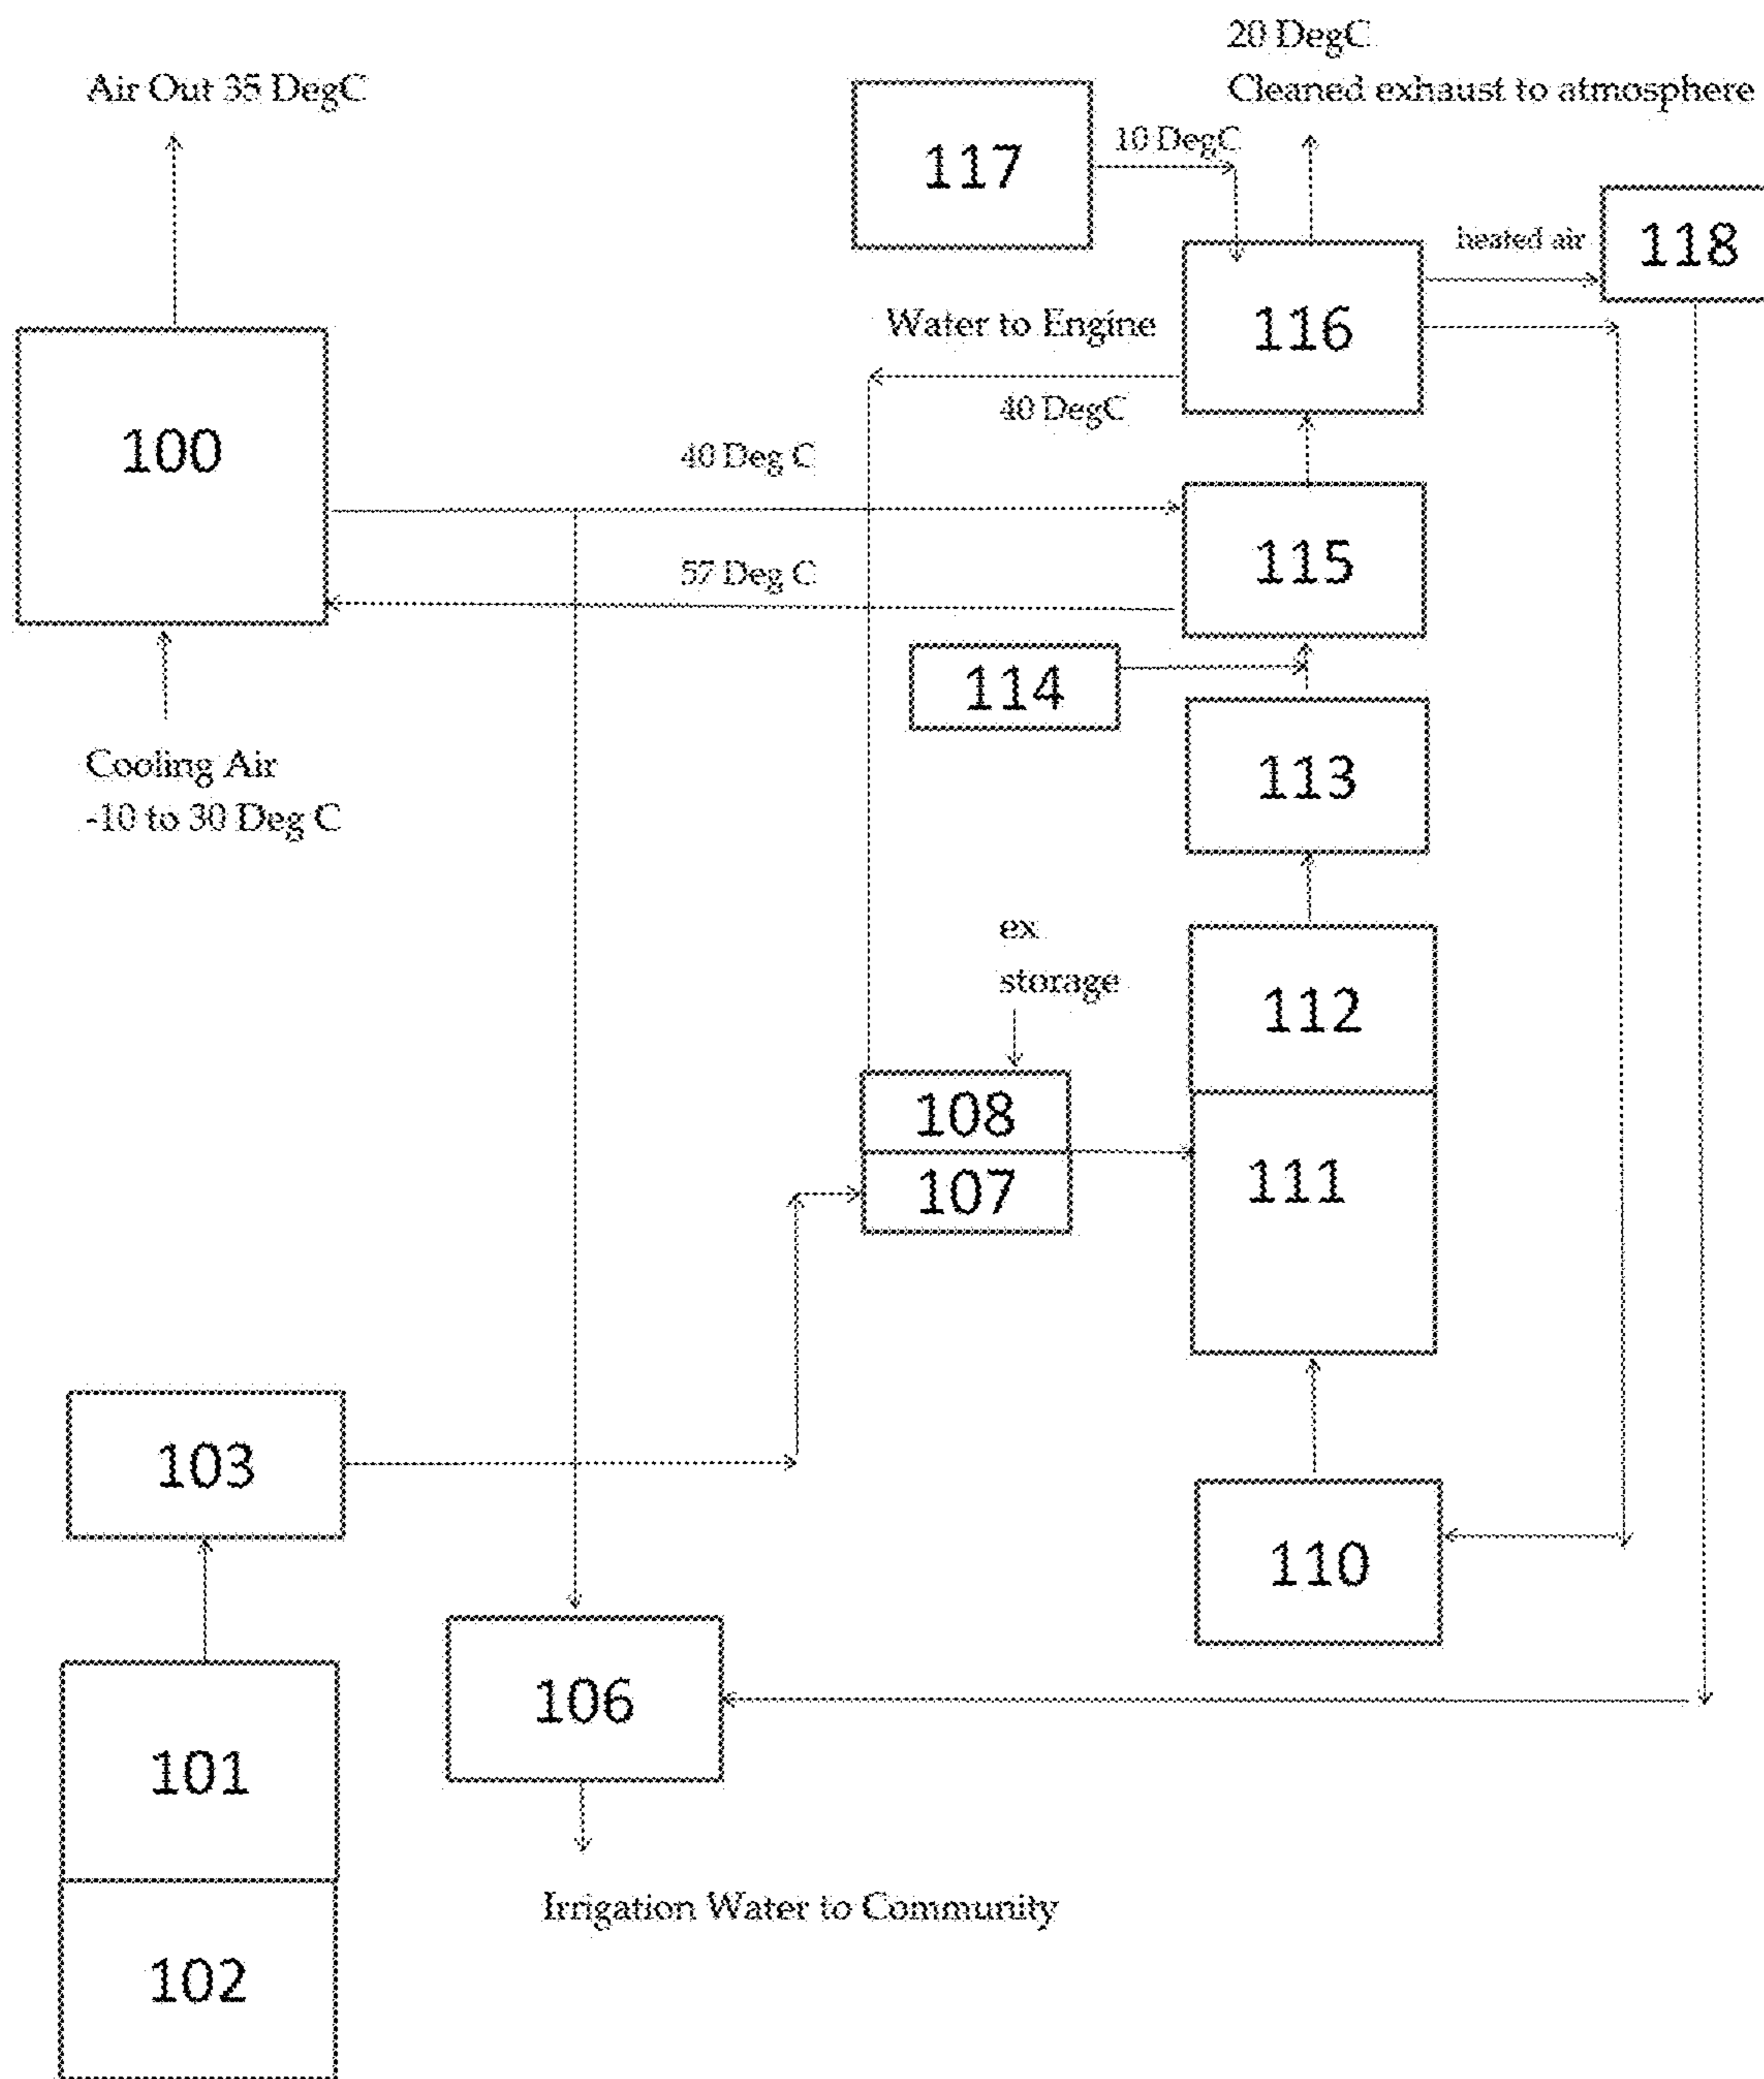 20 DegC
Cleaned exhaust to atmosphere
Air Out 35 DegC
117
10 DegC
118
heated air
116
Water to Engine
40 DegC
100
40 Deg C
115
57 Deg C
114
113
Cooling Air
-10 to 30 Deg C
ex
storage
112
108
107
111
103
110
106
101
Irrigation Water to Community
102